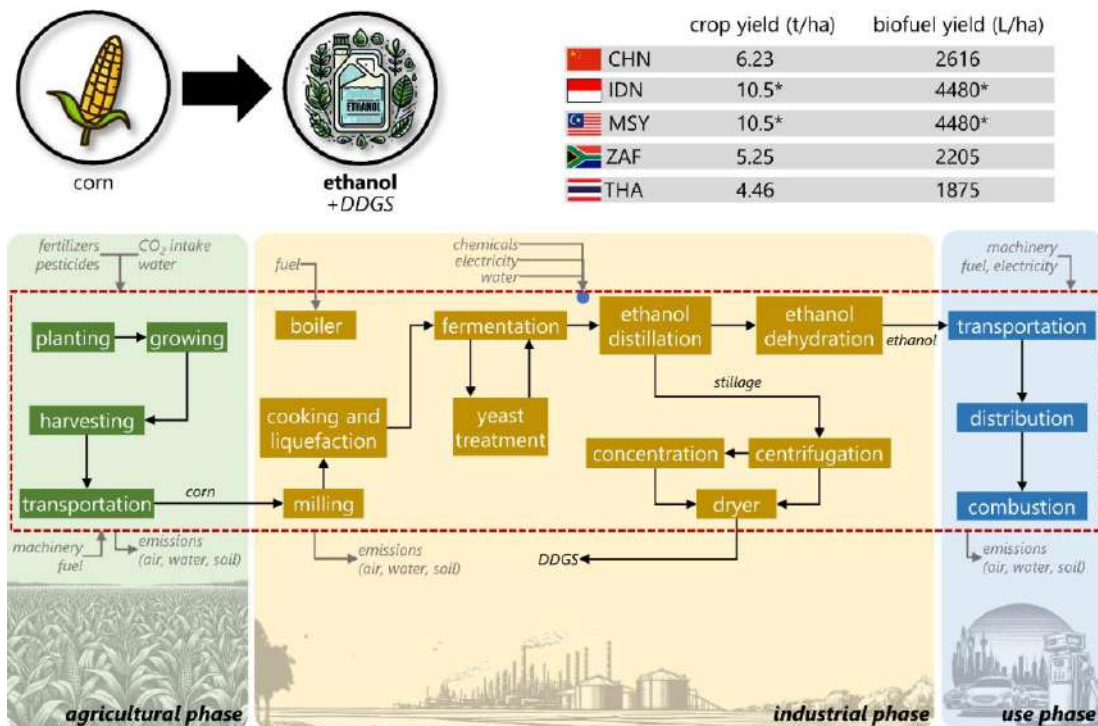 crop yield (t/ha) biofuel yield (L/ha)
CHN 6.23 2616
IDN 10.5* 4480*
MSY 10.5* 4480*
ZAF 5.25 2205
THA 4.46 1875
ETHANOL
corn
ethanol
+DDGS
fertilizers
pesticides
CO₂ intake
water
fuel
chemicals
electricity
water
machinery
fuel, electricity
planting
growing
harvesting
transportation
corn
boiler
cooking and
liquefaction
milling
fermentation
yeast
treatment
ethanol
distillation
ethanol
dehydration
ethanol
stillage
concentration
centrifugation
dryer
transportation
distribution
combustion
machinery
fuel
emissions
(air, water, soil)
emissions
(air, water, soil)
DDGS
emissions
(air, water, soil)
agricultural phase
industrial phase
use phase